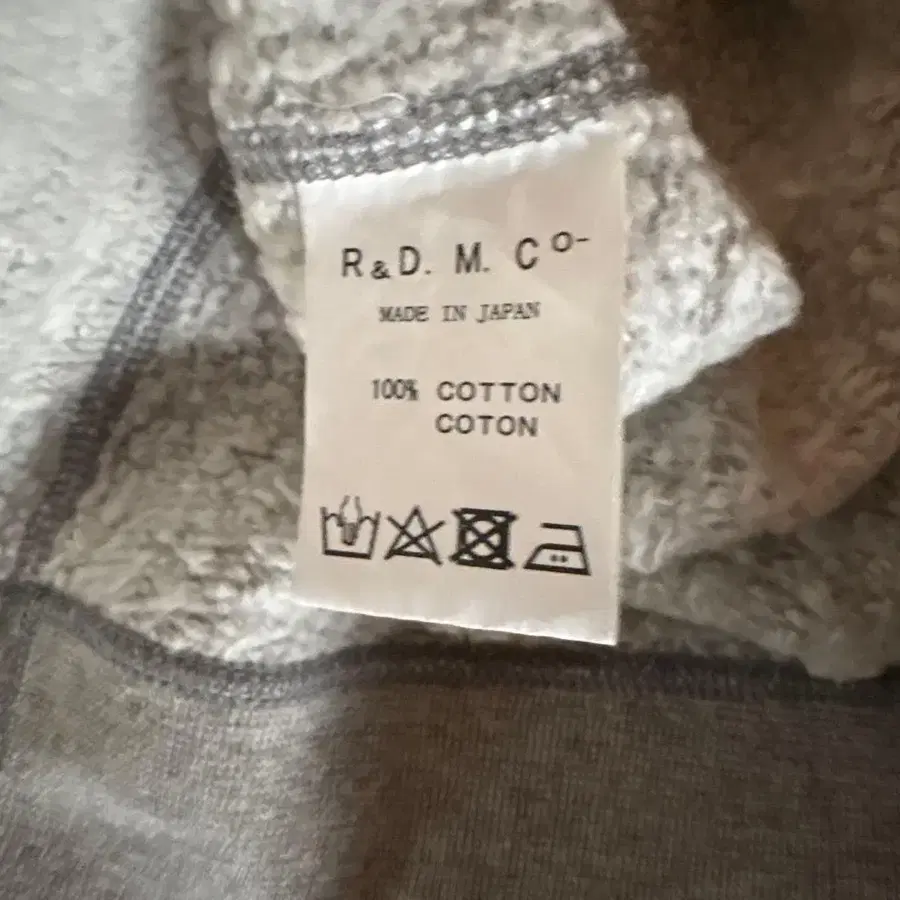 R&D. M. Co-
MADE IN JAPAN
100% COTTON
COTON